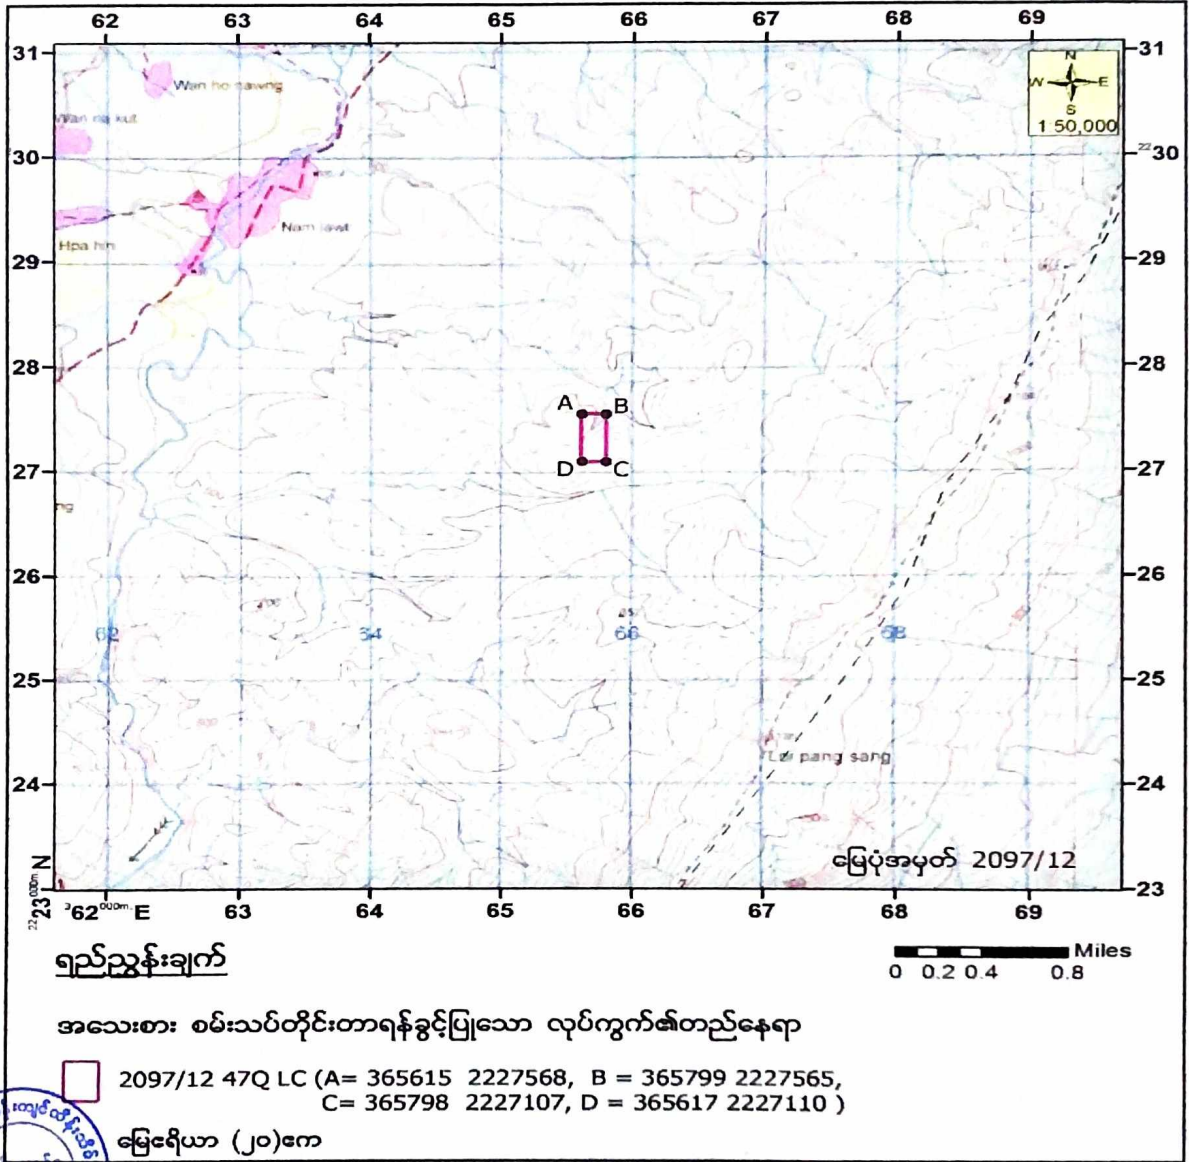 62 63 64 65 66 67 68 69
31 31
N
W E
S
1:50,000
Wan ho nawng
Wan na kut
30 ²²30
Nam lawt
Hpa hin
29 29
28 28
A B
D C
27 27
26 26
62 64 66 68
25 25
Loi pang sang
24 24
မြေပုံအမှတ် 2097/12
²²23⁰⁰⁰ᵐ· N 23
³62⁰⁰⁰ᵐ· E 63 64 65 66 67 68 69
ရည်ညွှန်းချက်
Miles
0 0.2 0.4 0.8
အသေးစား စမ်းသပ်တိုင်းတာရန်ခွင့်ပြုသော လုပ်ကွက်၏တည်နေရာ
2097/12 47Q LC (A= 365615 2227568, B = 365799 2227565,
C= 365798 2227107, D = 365617 2227110 )
မြေဧရိယာ (၂၀)ဧက